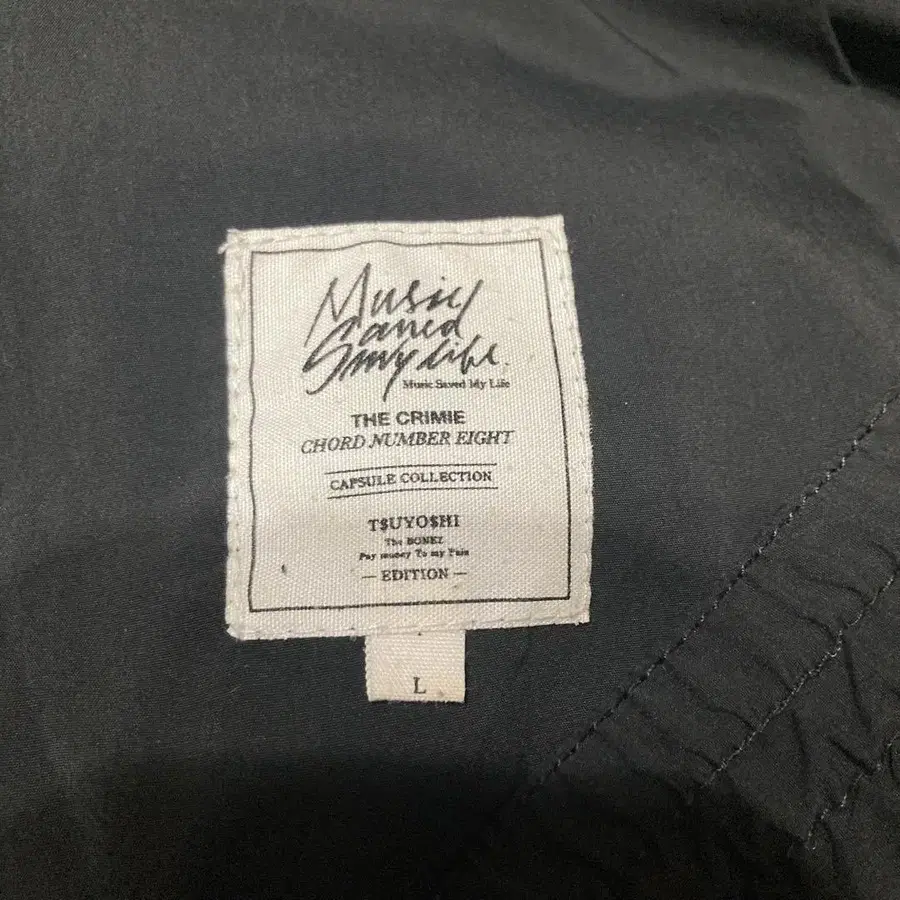 Music
Saved
my life.
Music Saved My Life
THE CRIMIE
CHORD NUMBER EIGHT
CAPSULE COLLECTION
T$UYO$HI
The BONEZ
Pay money To my Pain
— EDITION —
L